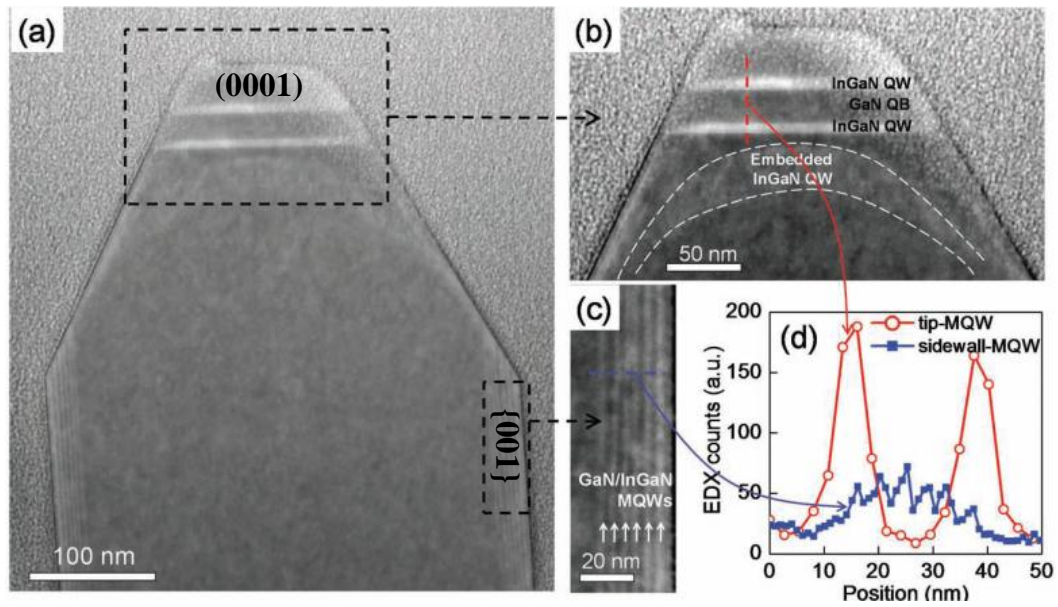 (a)
(0001)
{001}
100 nm
(b)
InGaN QW
GaN QB
InGaN QW
Embedded
InGaN QW
50 nm
(c)
GaN/InGaN
MQWs
20 nm
(d)
tip-MQW
sidewall-MQW
EDX counts (a.u.)
200
150
100
50
0
0 10 20 30 40 50
Position (nm)